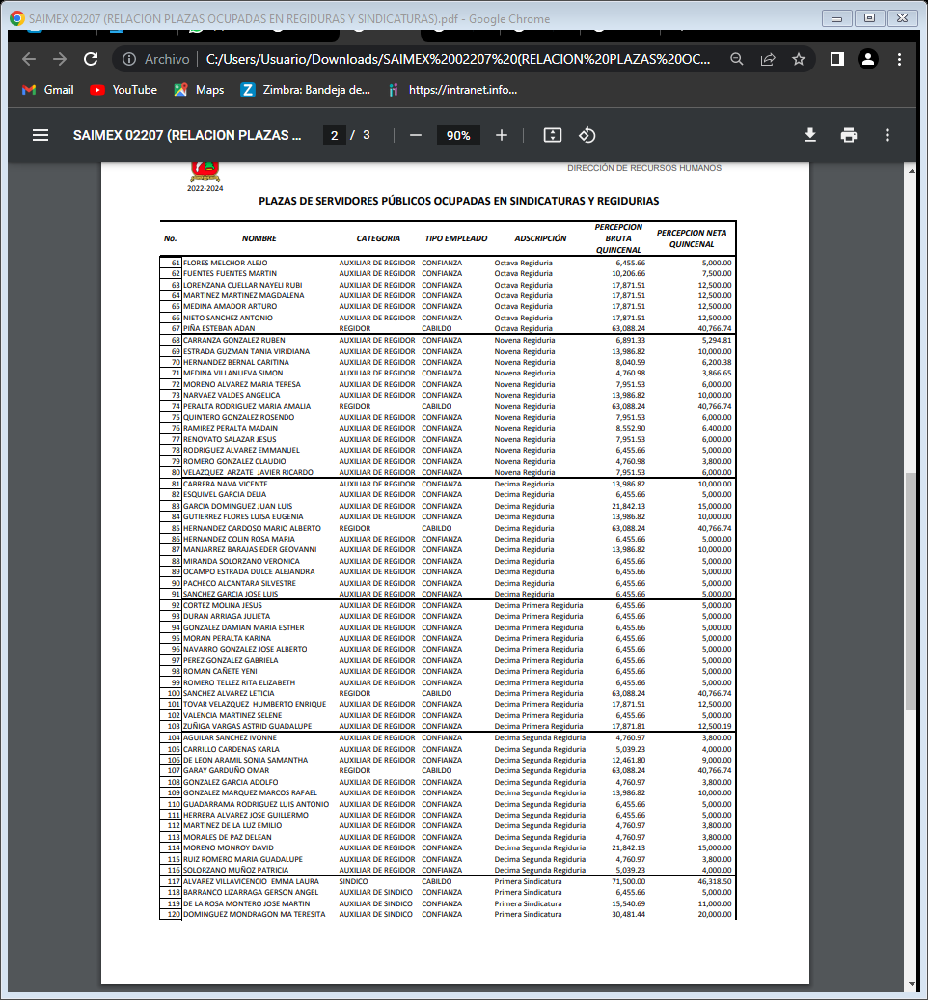 SAIMEX 02207 (RELACION PLAZAS OCUPADAS EN REGIDURAS Y SINDICATURAS).pdf - Google Chrome
Archivo C:/Users/Usuario/Downloads/SAIMEX%2002207%20(RELACION%20PLAZAS%20OC...
Gmail YouTube Maps Zimbra: Bandeja de... https://intranet.info...
SAIMEX 02207 (RELACION PLAZAS ... 2 / 3 90%
DIRECCIÓN DE RECURSOS HUMANOS
2022-2024
PLAZAS DE SERVIDORES PÚBLICOS OCUPADAS EN SINDICATURAS Y REGIDURIAS
No. NOMBRE CATEGORIA TIPO EMPLEADO ADSCRIPCIÓN PERCEPCION BRUTA QUINCENAL PERCEPCION NETA QUINCENAL
61 FLORES MELCHOR ALEJO AUXILIAR DE REGIDOR CONFIANZA Octava Regiduria 6,455.66 5,000.00
62 FUENTES FUENTES MARTIN AUXILIAR DE REGIDOR CONFIANZA Octava Regiduria 10,206.66 7,500.00
63 LORENZANA CUELLAR NAYELI RUBI AUXILIAR DE REGIDOR CONFIANZA Octava Regiduria 17,871.51 12,500.00
64 MARTINEZ MARTINEZ MAGDALENA AUXILIAR DE REGIDOR CONFIANZA Octava Regiduria 17,871.51 12,500.00
65 MEDINA AMADOR ARTURO AUXILIAR DE REGIDOR CONFIANZA Octava Regiduria 17,871.51 12,500.00
66 NIETO SANCHEZ ANTONIO AUXILIAR DE REGIDOR CONFIANZA Octava Regiduria 17,871.51 12,500.00
67 PIÑA ESTEBAN ADAN REGIDOR CABILDO Octava Regiduria 63,088.24 40,766.74
68 CARRANZA GONZALEZ RUBEN AUXILIAR DE REGIDOR CONFIANZA Novena Regiduria 6,891.33 5,294.81
69 ESTRADA GUZMAN TANIA VIRIDIANA AUXILIAR DE REGIDOR CONFIANZA Novena Regiduria 13,986.82 10,000.00
70 HERNANDEZ BERNAL CARITINA AUXILIAR DE REGIDOR CONFIANZA Novena Regiduria 8,040.59 6,200.38
71 MEDINA VILLANUEVA SIMON AUXILIAR DE REGIDOR CONFIANZA Novena Regiduria 4,760.98 3,866.65
72 MORENO ALVAREZ MARIA TERESA AUXILIAR DE REGIDOR CONFIANZA Novena Regiduria 7,951.53 6,000.00
73 NARVAEZ VALDES ANGELICA AUXILIAR DE REGIDOR CONFIANZA Novena Regiduria 13,986.82 10,000.00
74 PERALTA RODRIGUEZ MARIA AMALIA REGIDOR CABILDO Novena Regiduria 63,088.24 40,766.74
75 QUINTERO GONZALEZ ROSENDO AUXILIAR DE REGIDOR CONFIANZA Novena Regiduria 7,951.53 6,000.00
76 RAMIREZ PERALTA MADAIN AUXILIAR DE REGIDOR CONFIANZA Novena Regiduria 8,552.90 6,400.00
77 RENOVATO SALAZAR JESUS AUXILIAR DE REGIDOR CONFIANZA Novena Regiduria 7,951.53 6,000.00
78 RODRIGUEZ ALVAREZ EMMANUEL AUXILIAR DE REGIDOR CONFIANZA Novena Regiduria 6,455.66 5,000.00
79 ROMERO GONZALEZ CLAUDIO AUXILIAR DE REGIDOR CONFIANZA Novena Regiduria 4,760.98 3,800.00
80 VELAZQUEZ ARZATE JAVIER RICARDO AUXILIAR DE REGIDOR CONFIANZA Novena Regiduria 7,951.53 6,000.00
81 CABRERA NAVA VICENTE AUXILIAR DE REGIDOR CONFIANZA Decima Regiduria 13,986.82 10,000.00
82 ESQUIVEL GARCIA DELIA AUXILIAR DE REGIDOR CONFIANZA Decima Regiduria 6,455.66 5,000.00
83 GARCIA DOMINGUEZ JUAN LUIS AUXILIAR DE REGIDOR CONFIANZA Decima Regiduria 21,842.13 15,000.00
84 GUTIERREZ FLORES LUISA EUGENIA AUXILIAR DE REGIDOR CONFIANZA Decima Regiduria 13,986.82 10,000.00
85 HERNANDEZ CARDOSO MARIO ALBERTO REGIDOR CABILDO Decima Regiduria 63,088.24 40,766.74
86 HERNANDEZ COLIN ROSA MARIA AUXILIAR DE REGIDOR CONFIANZA Decima Regiduria 6,455.66 5,000.00
87 MANJARREZ BARAJAS EDER GEOVANNI AUXILIAR DE REGIDOR CONFIANZA Decima Regiduria 13,986.82 10,000.00
88 MIRANDA SOLORZANO VERONICA AUXILIAR DE REGIDOR CONFIANZA Decima Regiduria 6,455.66 5,000.00
89 OCAMPO ESTRADA DULCE ALEJANDRA AUXILIAR DE REGIDOR CONFIANZA Decima Regiduria 6,455.66 5,000.00
90 PACHECO ALCANTARA SILVESTRE AUXILIAR DE REGIDOR CONFIANZA Decima Regiduria 6,455.66 5,000.00
91 SANCHEZ GARCIA JOSE LUIS AUXILIAR DE REGIDOR CONFIANZA Decima Regiduria 6,455.66 5,000.00
92 CORTEZ MOLINA JESUS AUXILIAR DE REGIDOR CONFIANZA Decima Primera Regiduria 6,455.66 5,000.00
93 DURAN ARRIAGA JULIETA AUXILIAR DE REGIDOR CONFIANZA Decima Primera Regiduria 6,455.66 5,000.00
94 GONZALEZ DAMIAN MARIA ESTHER AUXILIAR DE REGIDOR CONFIANZA Decima Primera Regiduria 6,455.66 5,000.00
95 MORAN PERALTA KARINA AUXILIAR DE REGIDOR CONFIANZA Decima Primera Regiduria 6,455.66 5,000.00
96 NAVARRO GONZALEZ JOSE ALBERTO AUXILIAR DE REGIDOR CONFIANZA Decima Primera Regiduria 6,455.66 5,000.00
97 PEREZ GONZALEZ GABRIELA AUXILIAR DE REGIDOR CONFIANZA Decima Primera Regiduria 6,455.66 5,000.00
98 ROMAN CAÑETE YENI AUXILIAR DE REGIDOR CONFIANZA Decima Primera Regiduria 6,455.66 5,000.00
99 ROMERO TELLEZ RITA ELIZABETH AUXILIAR DE REGIDOR CONFIANZA Decima Primera Regiduria 6,455.66 5,000.00
100 SANCHEZ ALVAREZ LETICIA REGIDOR CABILDO Decima Primera Regiduria 63,088.24 40,766.74
101 TOVAR VELAZQUEZ HUMBERTO ENRIQUE AUXILIAR DE REGIDOR CONFIANZA Decima Primera Regiduria 17,871.51 12,500.00
102 VALENCIA MARTINEZ SELENE AUXILIAR DE REGIDOR CONFIANZA Decima Primera Regiduria 6,455.66 5,000.00
103 ZUÑIGA VARGAS ASTRID GUADALUPE AUXILIAR DE REGIDOR CONFIANZA Decima Primera Regiduria 17,871.81 12,500.19
104 AGUILAR SANCHEZ IVONNE AUXILIAR DE REGIDOR CONFIANZA Decima Segunda Regiduria 4,760.97 3,800.00
105 CARRILLO CARDENAS KARLA AUXILIAR DE REGIDOR CONFIANZA Decima Segunda Regiduria 5,039.23 4,000.00
106 DE LEON ARAMIL SONIA SAMANTHA AUXILIAR DE REGIDOR CONFIANZA Decima Segunda Regiduria 12,461.80 9,000.00
107 GARAY GARDUÑO OMAR REGIDOR CABILDO Decima Segunda Regiduria 63,088.24 40,766.74
108 GONZALEZ GARCIA ADOLFO AUXILIAR DE REGIDOR CONFIANZA Decima Segunda Regiduria 4,760.97 3,800.00
109 GONZALEZ MARQUEZ MARCOS RAFAEL AUXILIAR DE REGIDOR CONFIANZA Decima Segunda Regiduria 13,986.82 10,000.00
110 GUADARRAMA RODRIGUEZ LUIS ANTONIO AUXILIAR DE REGIDOR CONFIANZA Decima Segunda Regiduria 6,455.66 5,000.00
111 HERRERA ALVAREZ JOSE GUILLERMO AUXILIAR DE REGIDOR CONFIANZA Decima Segunda Regiduria 6,455.66 5,000.00
112 MARTINEZ DE LA LUZ EMILIO AUXILIAR DE REGIDOR CONFIANZA Decima Segunda Regiduria 4,760.97 3,800.00
113 MORALES DE PAZ DELEAN AUXILIAR DE REGIDOR CONFIANZA Decima Segunda Regiduria 4,760.97 3,800.00
114 MORENO MONROY DAVID AUXILIAR DE REGIDOR CONFIANZA Decima Segunda Regiduria 21,842.13 15,000.00
115 RUIZ ROMERO MARIA GUADALUPE AUXILIAR DE REGIDOR CONFIANZA Decima Segunda Regiduria 4,760.97 3,800.00
116 SOLORZANO MUÑOZ PATRICIA AUXILIAR DE REGIDOR CONFIANZA Decima Segunda Regiduria 5,039.23 4,000.00
117 ALVAREZ VILLAVICENCIO EMMA LAURA SINDICO CABILDO Primera Sindicatura 71,500.00 46,318.50
118 BARRANCO LIZARRAGA GERSON ANGEL AUXILIAR DE SINDICO CONFIANZA Primera Sindicatura 6,455.66 5,000.00
119 DE LA ROSA MONTERO JOSE MARTIN AUXILIAR DE SINDICO CONFIANZA Primera Sindicatura 15,540.69 11,000.00
120 DOMINGUEZ MONDRAGON MA TERESITA AUXILIAR DE SINDICO CONFIANZA Primera Sindicatura 30,481.44 20,000.00